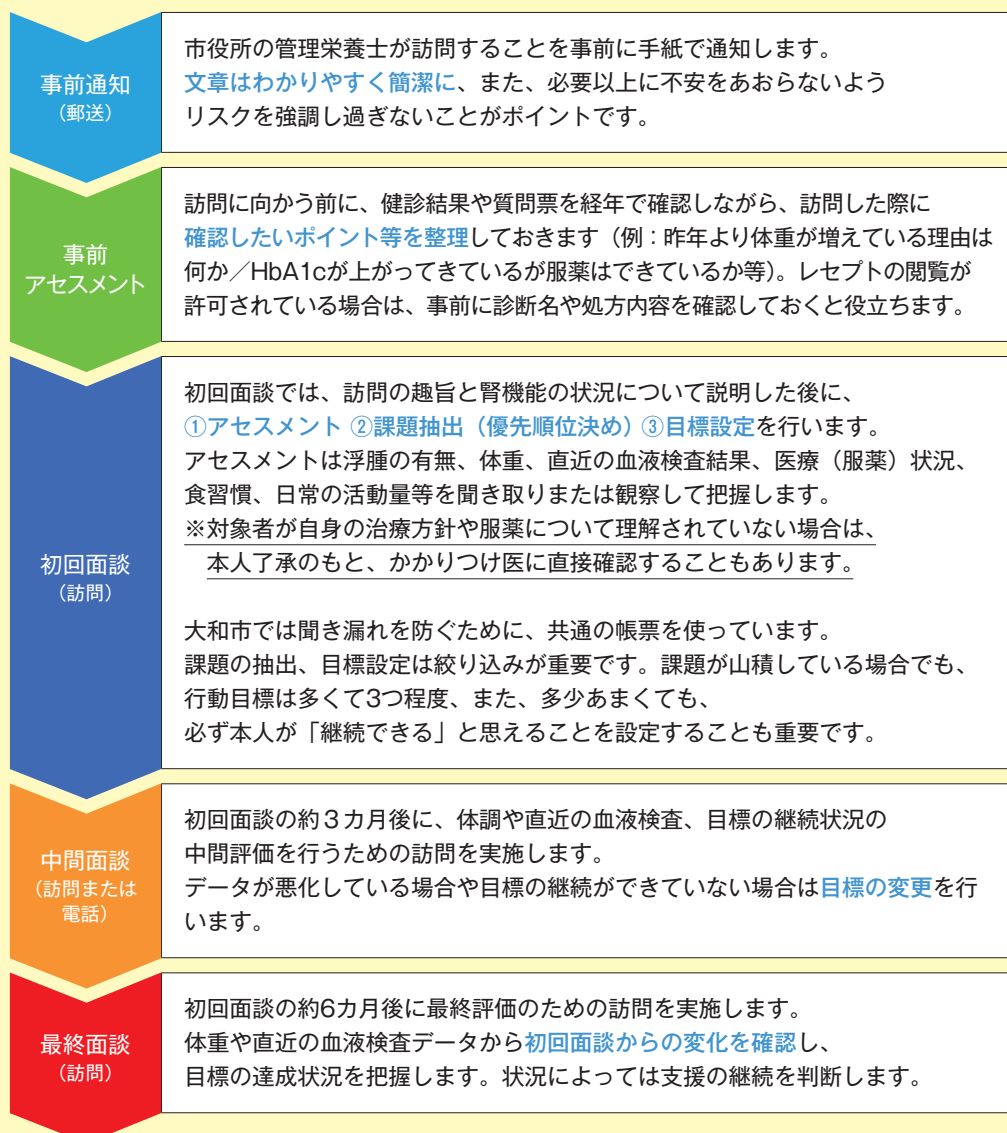 事前通知
（郵送）
市役所の管理栄養士が訪問することを事前に手紙で通知します。
文章はわかりやすく簡潔に、また、必要以上に不安をあおらないよう
リスクを強調し過ぎないことがポイントです。
事前
アセスメント
訪問に向かう前に、健診結果や質問票を経年で確認しながら、訪問した際に
確認したいポイント等を整理しておきます（例：昨年より体重が増えている理由は
何か／HbA1cが上がってきているが服薬はできているか等）。レセプトの閲覧が
許可されている場合は、事前に診断名や処方内容を確認しておくと役立ちます。
初回面談
（訪問）
初回面談では、訪問の趣旨と腎機能の状況について説明した後に、
①アセスメント ②課題抽出（優先順位決め）③目標設定を行います。
アセスメントは浮腫の有無、体重、直近の血液検査結果、医療（服薬）状況、
食習慣、日常の活動量等を聞き取りまたは観察して把握します。
※対象者が自身の治療方針や服薬について理解されていない場合は、
本人了承のもと、かかりつけ医に直接確認することもあります。
大和市では聞き漏れを防ぐために、共通の帳票を使っています。
課題の抽出、目標設定は絞り込みが重要です。課題が山積している場合でも、
行動目標は多くて3つ程度、また、多少あまくても、
必ず本人が「継続できる」と思えることを設定することも重要です。
中間面談
（訪問または
電話）
初回面談の約３カ月後に、体調や直近の血液検査、目標の継続状況の
中間評価を行うための訪問を実施します。
データが悪化している場合や目標の継続ができていない場合は目標の変更を行
います。
最終面談
（訪問）
初回面談の約6カ月後に最終評価のための訪問を実施します。
体重や直近の血液検査データから初回面談からの変化を確認し、
目標の達成状況を把握します。状況によっては支援の継続を判断します。